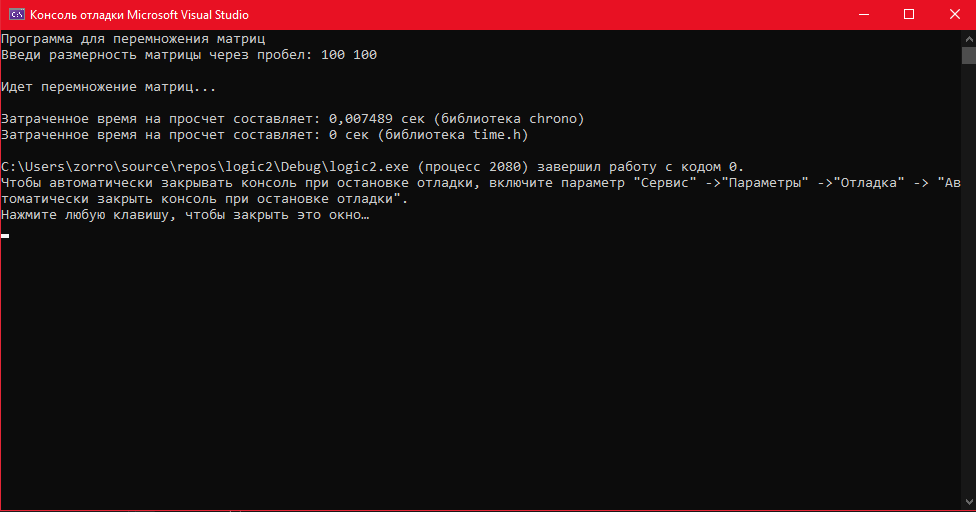 Консоль отладки Microsoft Visual Studio
Программа для перемножения матриц
Введи размерность матрицы через пробел: 100 100
Идет перемножение матриц...
Затраченное время на просчет составляет: 0,007489 сек (библиотека chrono)
Затраченное время на просчет составляет: 0 сек (библиотека time.h)
C:\Users\zorro\source\repos\logic2\Debug\logic2.exe (процесс 2080) завершил работу с кодом 0.
Чтобы автоматически закрывать консоль при остановке отладки, включите параметр "Сервис" ->"Параметры" ->"Отладка" -> "Ав
томатически закрыть консоль при остановке отладки".
Нажмите любую клавишу, чтобы закрыть это окно…